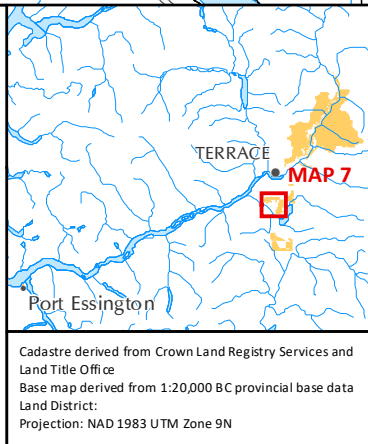 TERRACE
MAP 7
Port Essington
Cadastre derived from Crown Land Registry Services and
Land Title Office
Base map derived from 1:20,000 BC provincial base data
Land District:
Projection: NAD 1983 UTM Zone 9N